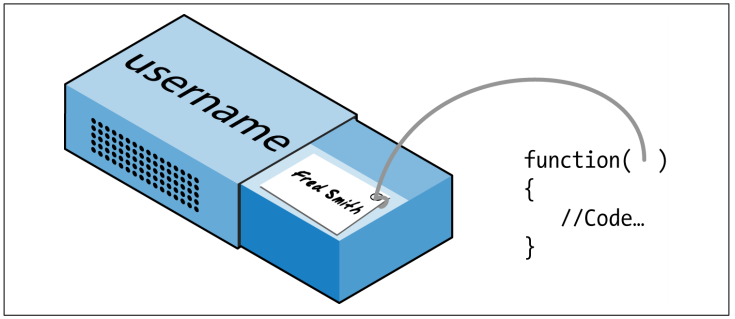 username
Fred Smith
function(  )
{
//Code…
}